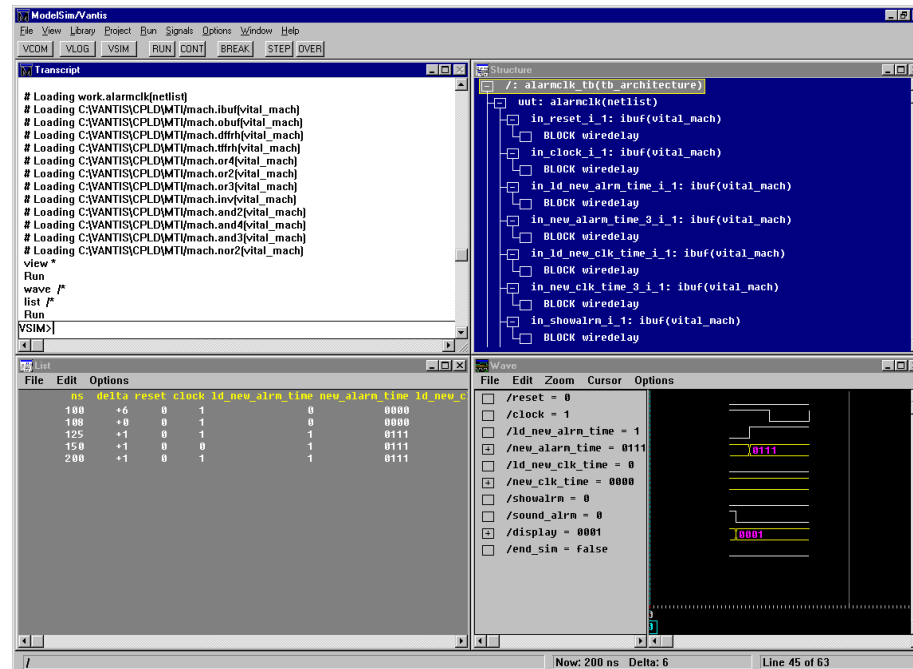 ModelSim/Vantis
File View Library Project Run Signals Options Window Help
VCOM VLOG VSIM RUN CONT BREAK STEP OVER
Transcript
# Loading work.alarmclk(netlist)
# Loading C:\VANTIS\CPLD\MTI/mach.ibuf(vital_mach)
# Loading C:\VANTIS\CPLD\MTI/mach.obuf(vital_mach)
# Loading C:\VANTIS\CPLD\MTI/mach.dffrh(vital_mach)
# Loading C:\VANTIS\CPLD\MTI/mach.tffrh(vital_mach)
# Loading C:\VANTIS\CPLD\MTI/mach.or4(vital_mach)
# Loading C:\VANTIS\CPLD\MTI/mach.or2(vital_mach)
# Loading C:\VANTIS\CPLD\MTI/mach.or3(vital_mach)
# Loading C:\VANTIS\CPLD\MTI/mach.inv(vital_mach)
# Loading C:\VANTIS\CPLD\MTI/mach.and2(vital_mach)
# Loading C:\VANTIS\CPLD\MTI/mach.and4(vital_mach)
# Loading C:\VANTIS\CPLD\MTI/mach.and3(vital_mach)
# Loading C:\VANTIS\CPLD\MTI/mach.nor2(vital_mach)
view *
Run
wave /*
list /*
Run
VSIM>
Structure
/: alarmclk_tb(tb_architecture)
uut: alarmclk(netlist)
in_reset_i_1: ibuf(vital_mach)
BLOCK wiredelay
in_clock_i_1: ibuf(vital_mach)
BLOCK wiredelay
in_ld_new_alrm_time_i_1: ibuf(vital_mach)
BLOCK wiredelay
in_new_alarm_time_3_i_1: ibuf(vital_mach)
BLOCK wiredelay
in_ld_new_clk_time_i_1: ibuf(vital_mach)
BLOCK wiredelay
in_new_clk_time_3_i_1: ibuf(vital_mach)
BLOCK wiredelay
in_showalrm_i_1: ibuf(vital_mach)
BLOCK wiredelay
List
File Edit Options
ns delta reset clock ld_new_alrm_time new_alarm_time ld_new_c
100 +6 0 1 0 0000
108 +0 0 1 0 0000
125 +1 0 1 1 0111
150 +1 0 0 1 0111
200 +1 0 1 1 0111
Wave
File Edit Zoom Cursor Options
/reset = 0
/clock = 1
/ld_new_alrm_time = 1
/new_alarm_time = 0111
0111
/ld_new_clk_time = 0
/new_clk_time = 0000
/showalrm = 0
/sound_alrm = 0
/display = 0001
0001
/end_sim = false
/
Now: 200 ns Delta: 6
Line 45 of 63